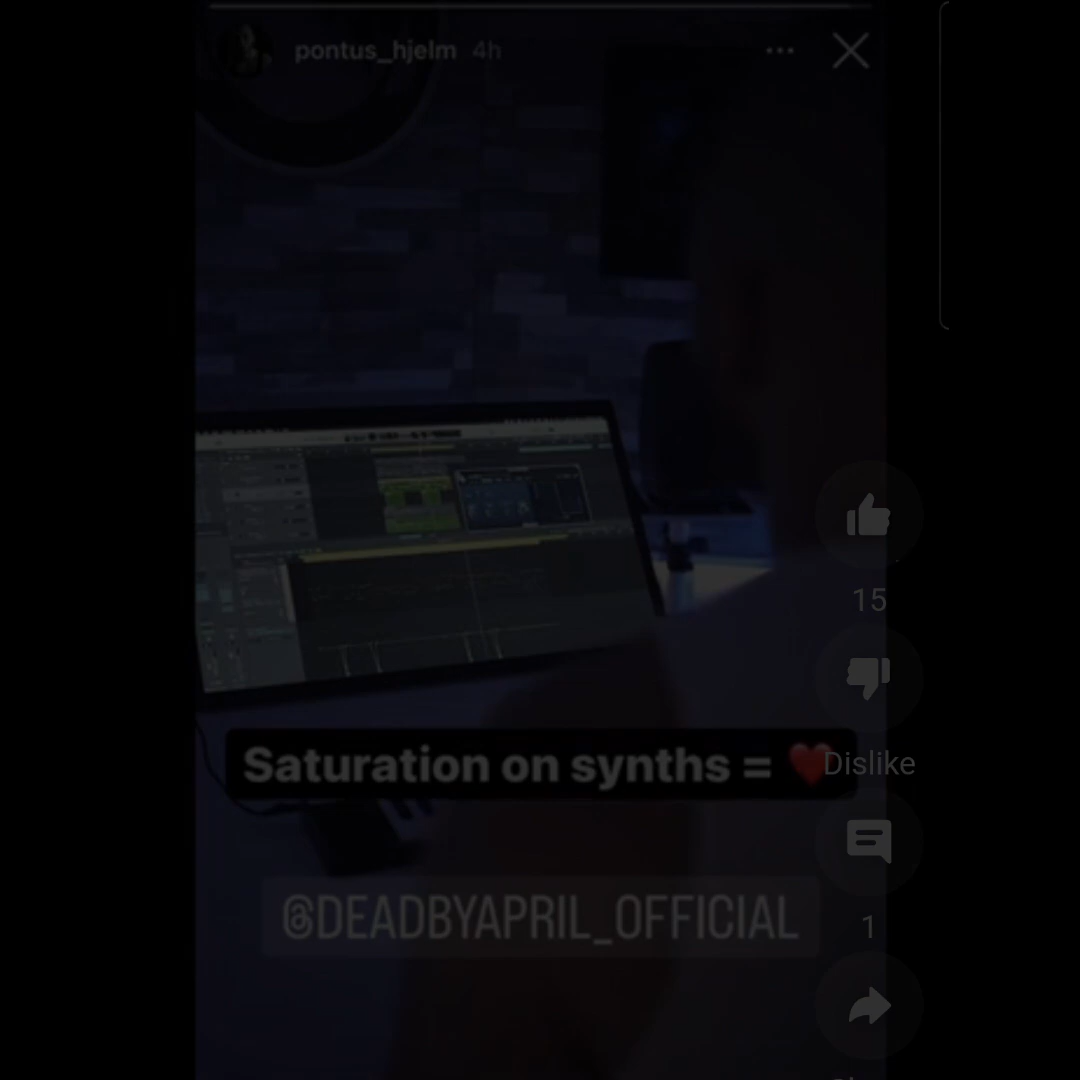 pontus_hjelm 4h
Saturation on synths = ❤️
@DEADBYAPRIL_OFFICIAL
15
Dislike
1